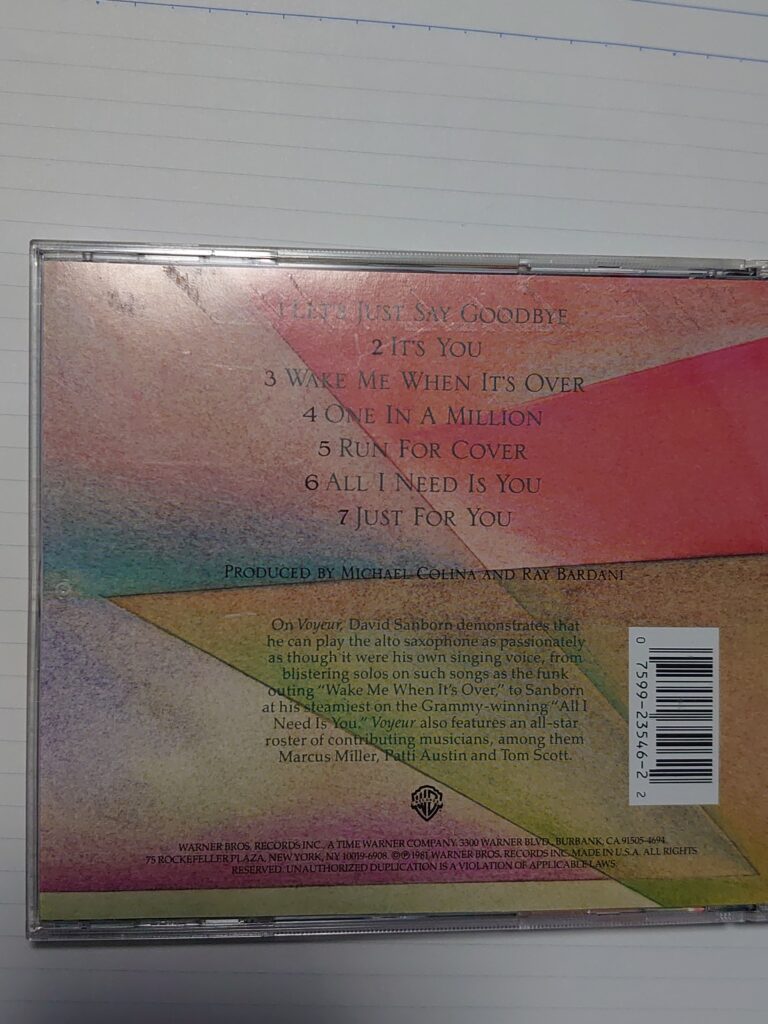 1 LET'S JUST SAY GOODBYE
2 IT'S YOU
3 WAKE ME WHEN IT'S OVER
4 ONE IN A MILLION
5 RUN FOR COVER
6 ALL I NEED IS YOU
7 JUST FOR YOU
PRODUCED BY MICHAEL COLINA AND RAY BARDANI
On Voyeur, David Sanborn demonstrates that
he can play the alto saxophone as passionately
as though it were his own singing voice, from
blistering solos on such songs as the funk
outing "Wake Me When It's Over," to Sanborn
at his steamiest on the Grammy-winning "All I
Need Is You." Voyeur also features an all-star
roster of contributing musicians, among them
Marcus Miller, Patti Austin and Tom Scott.
0 7599-23546-2 2
WARNER BROS. RECORDS INC., A TIME WARNER COMPANY. 3300 WARNER BLVD., BURBANK, CA 91505-4694.
75 ROCKEFELLER PLAZA, NEW YORK, NY 10019-6908. ©℗ 1981 WARNER BROS. RECORDS INC. MADE IN U.S.A. ALL RIGHTS
RESERVED. UNAUTHORIZED DUPLICATION IS A VIOLATION OF APPLICABLE LAWS.